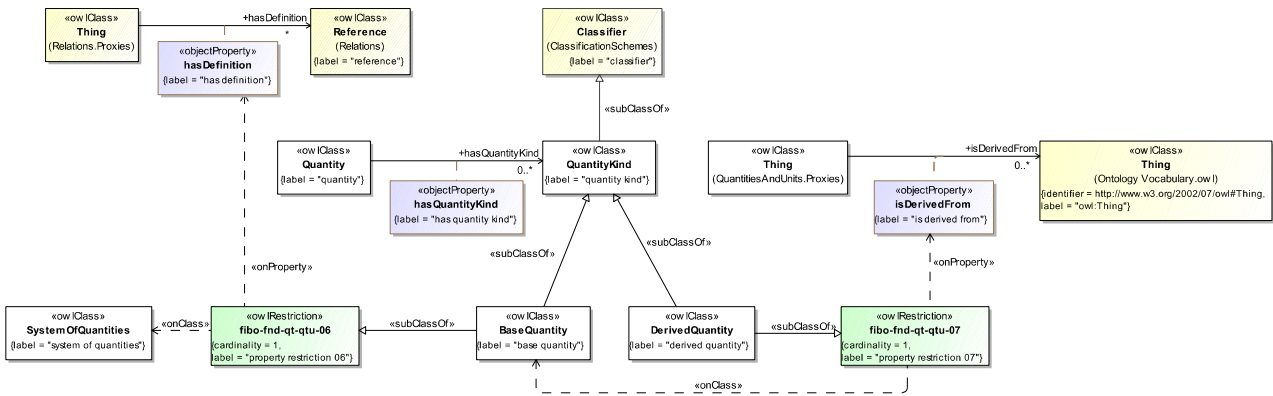 «owlClass»
Thing
(Relations.Proxies)
+hasDefinition
*
«owlClass»
Reference
(Relations)
{label = "reference"}
«objectProperty»
hasDefinition
{label = "has definition"}
«owlClass»
Classifier
(ClassificationSchemes)
{label = "classifier"}
«subClassOf»
«owlClass»
Quantity
{label = "quantity"}
+hasQuantityKind
0..*
«owlClass»
QuantityKind
{label = "quantity kind"}
«objectProperty»
hasQuantityKind
{label = "has quantity kind"}
«owlClass»
Thing
(QuantitiesAndUnits.Proxies)
+isDerivedFrom
0..*
«owlClass»
Thing
(Ontology Vocabulary.owl)
{identifier = http://www.w3.org/2002/07/owl#Thing,
label = "owl:Thing"}
«objectProperty»
isDerivedFrom
{label = "is derived from"}
«subClassOf»
«subClassOf»
«onProperty»
«onProperty»
«owlClass»
SystemOfQuantities
{label = "system of quantities"}
«onClass»
«owlRestriction»
fibo-fnd-qt-qtu-06
{cardinality = 1,
label = "property restriction 06"}
«subClassOf»
«owlClass»
BaseQuantity
{label = "base quantity"}
«owlClass»
DerivedQuantity
{label = "derived quantity"}
«subClassOf»
«owlRestriction»
fibo-fnd-qt-qtu-07
{cardinality = 1,
label = "property restriction 07"}
«onClass»